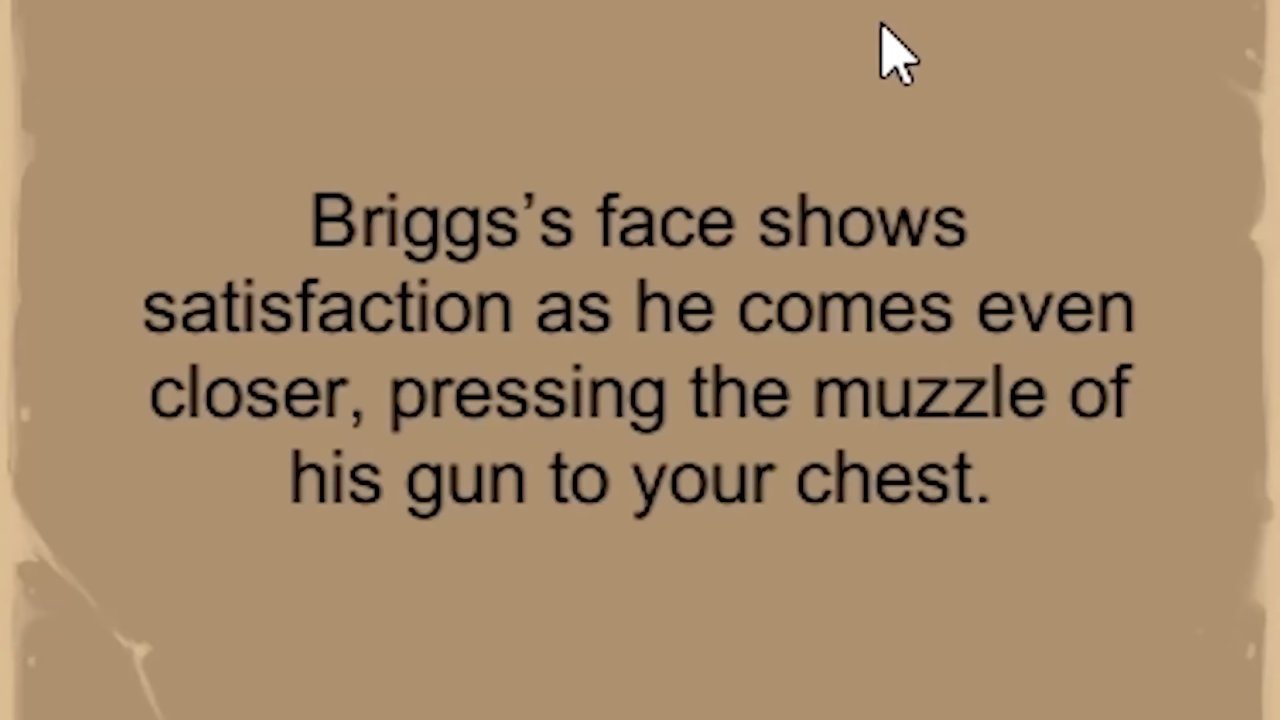 Briggs’s face shows
satisfaction as he comes even
closer, pressing the muzzle of
his gun to your chest.